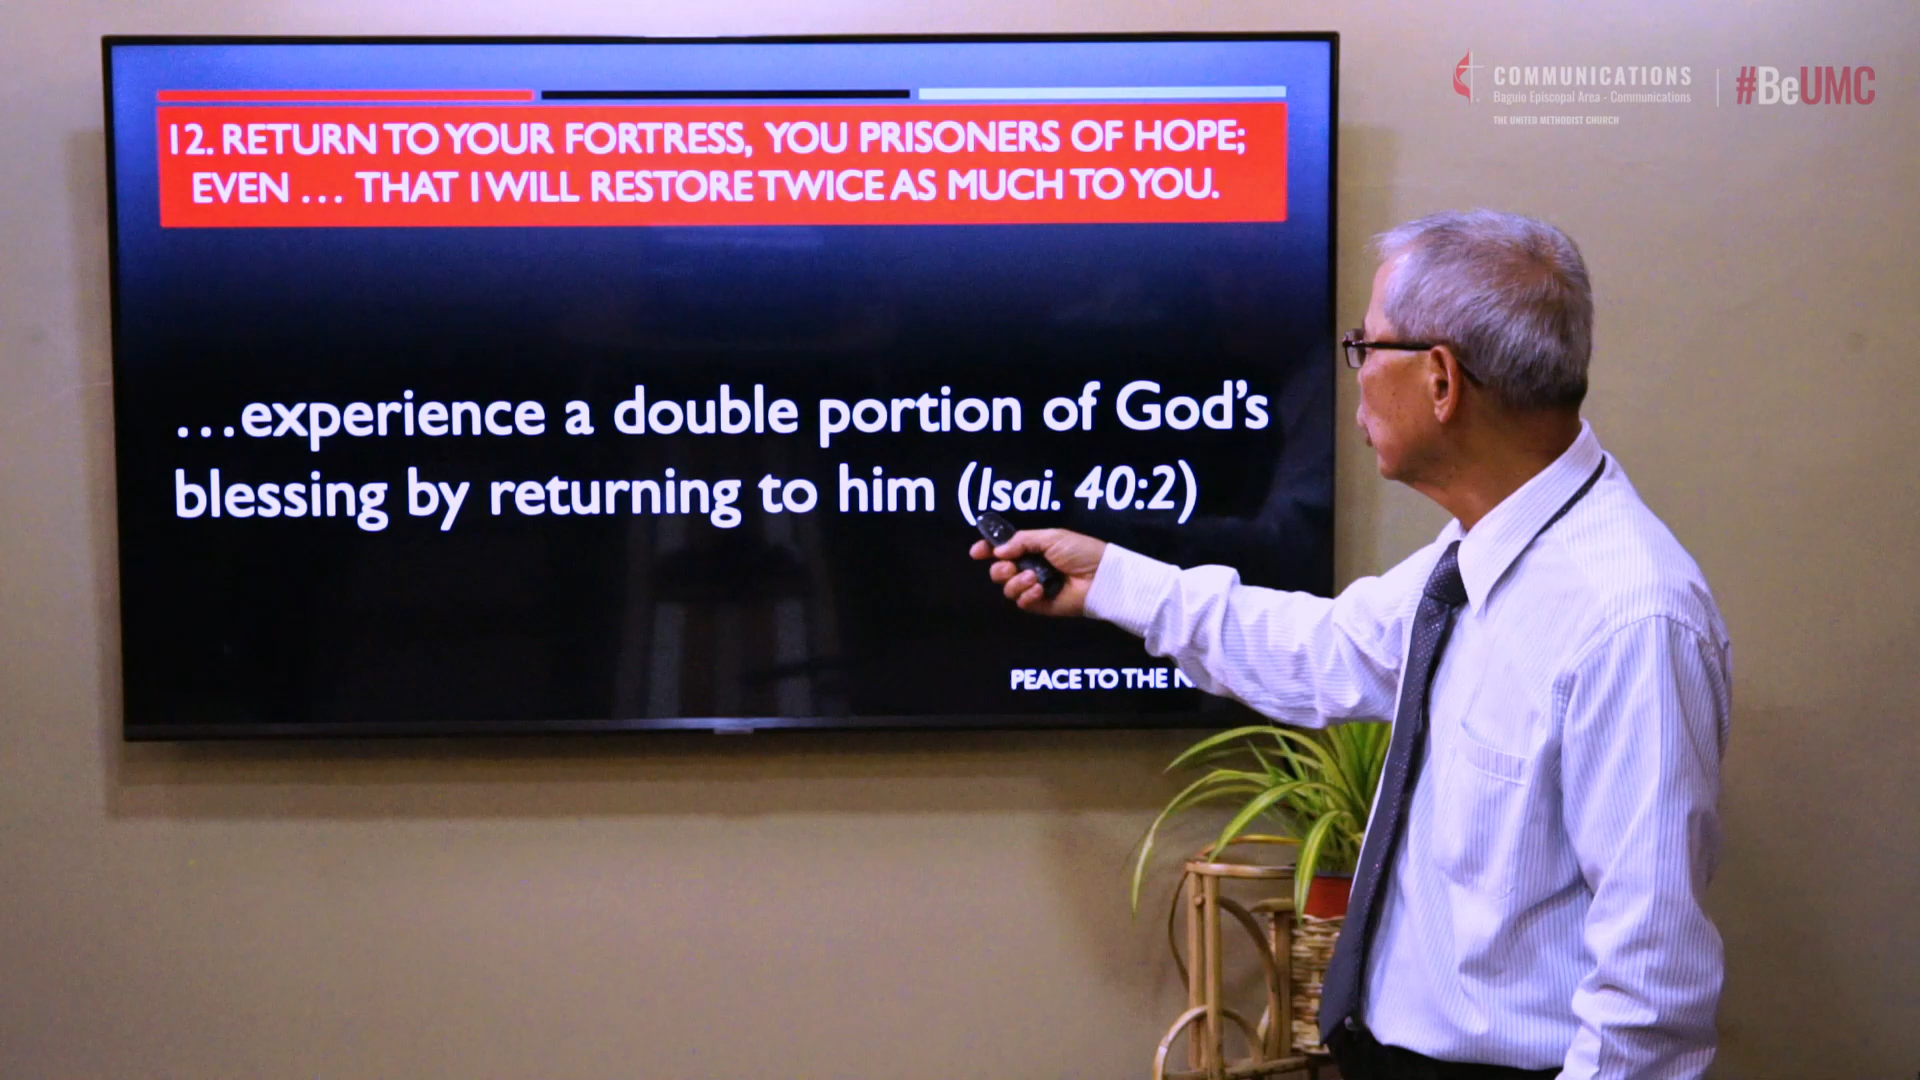 COMMUNICATIONS
Baguio Episcopal Area - Communications
THE UNITED METHODIST CHURCH
#BeUMC
12. RETURN TO YOUR FORTRESS, YOU PRISONERS OF HOPE;
EVEN ... THAT I WILL RESTORE TWICE AS MUCH TO YOU.
...experience a double portion of God's
blessing by returning to him (Isai. 40:2)
PEACE TO THE